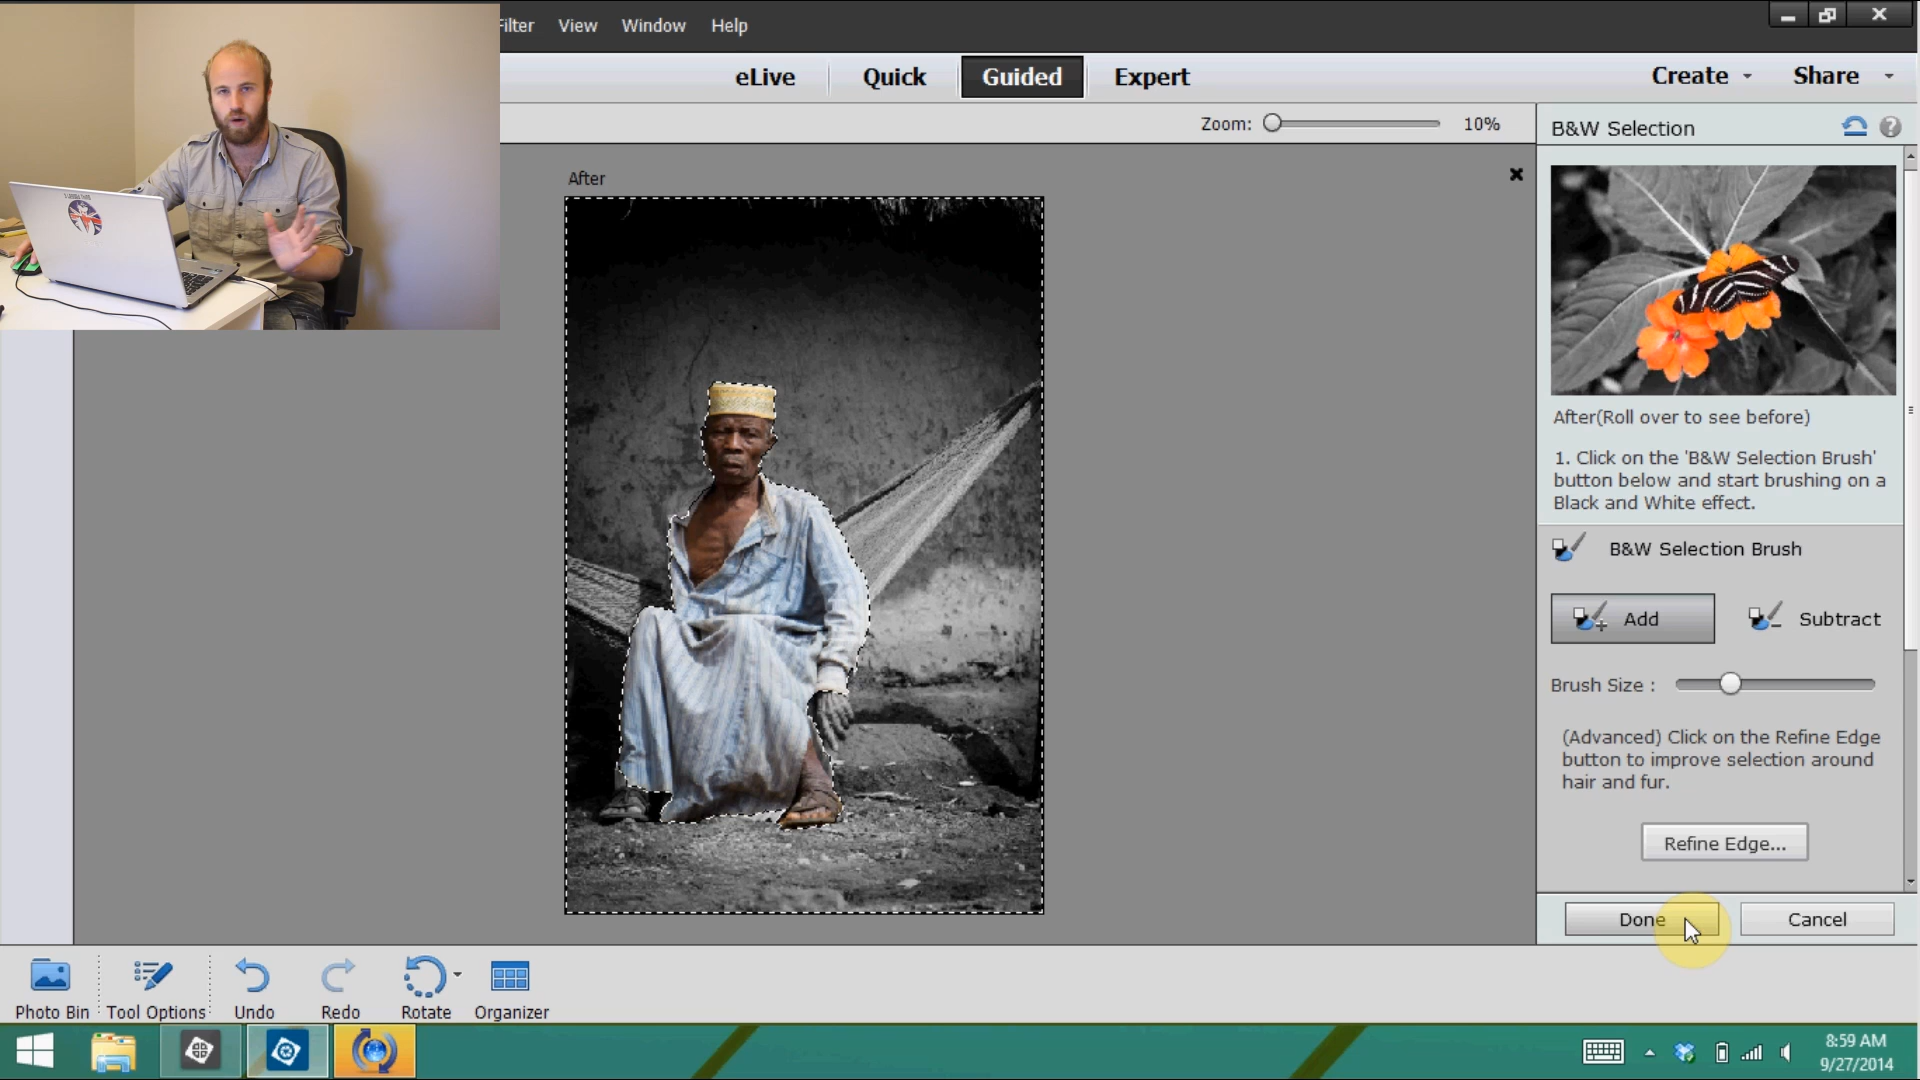 Filter View Window Help
eLive Quick Guided Expert
Create Share
Zoom: 10%
B&W Selection
After
After(Roll over to see before)
1. Click on the 'B&W Selection Brush'
button below and start brushing on a
Black and White effect.
B&W Selection Brush
Add Subtract
Brush Size :
(Advanced) Click on the Refine Edge
button to improve selection around
hair and fur.
Refine Edge...
Done Cancel
Photo Bin Tool Options Undo Redo Rotate Organizer
8:59 AM
9/27/2014